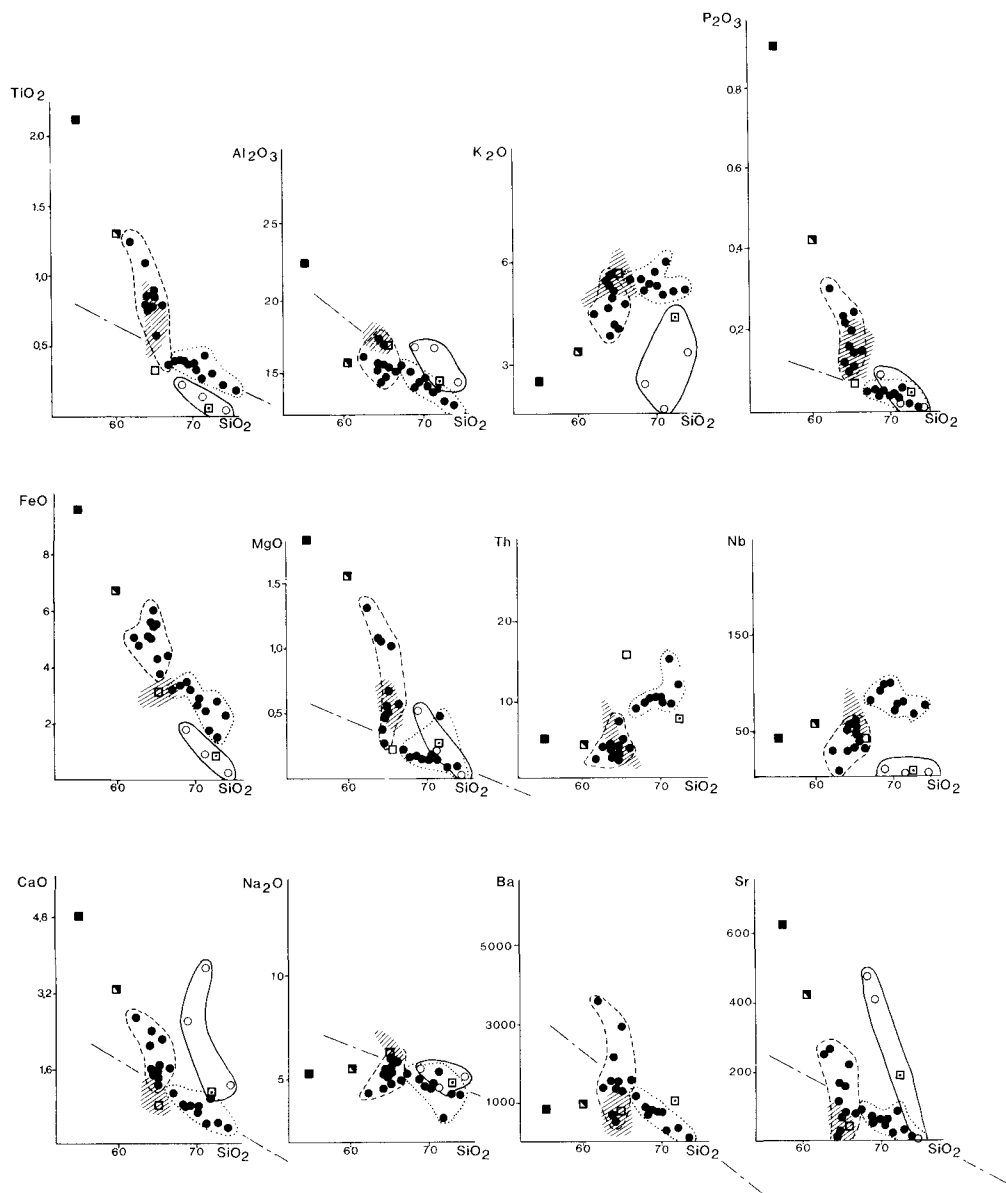 P₂O₃
0,8
0.6
0,4
0,2
60
70
SiO₂
TiO₂
2.0
1.5
1,0
0.5
60
70
SiO₂
Al₂O₃
25
20
15
60
70
SiO₂
K₂O
6
3
60
70
SiO₂
FeO
8
6
4
2
60
70
SiO₂
MgO
1,5
1,0
0,5
60
70
SiO₂
Th
20
10
60
70
SiO₂
Nb
150
50
60
70
SiO₂
CaO
4,8
3,2
1,6
60
70
SiO₂
Na₂O
10
5
60
70
SiO₂
Ba
5000
3000
1000
60
70
SiO₂
Sr
600
400
200
60
70
SiO₂